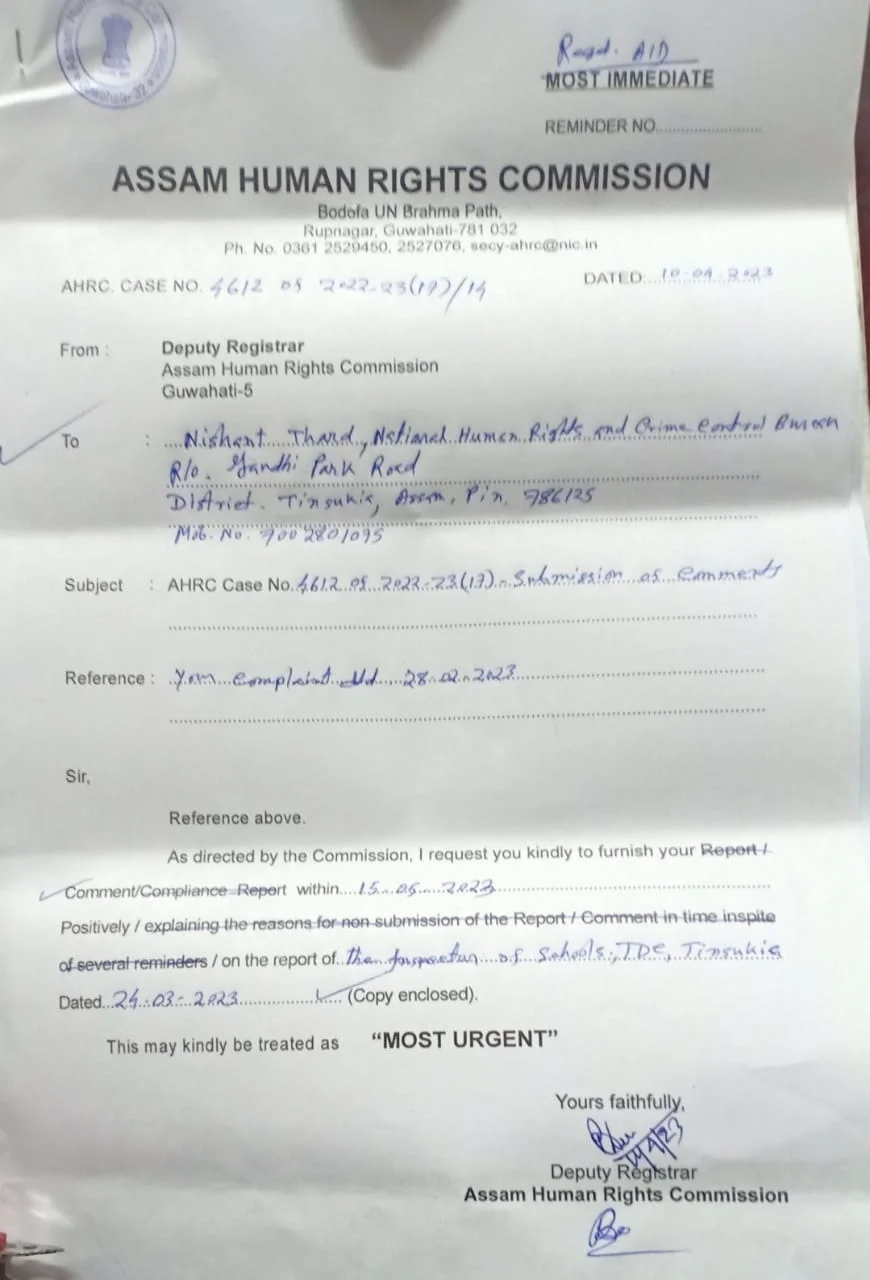 Regd. A/D
"MOST IMMEDIATE
REMINDER NO..........................
ASSAM HUMAN RIGHTS COMMISSION
Bodofa UN Brahma Path,
Rupnagar, Guwahati-781 032
Ph. No. 0361 2529450, 2527076, secy-ahrc@nic.in
AHRC. CASE NO. 4612 of 2022-23(17)/14
DATED:...10-04-2023
From : Deputy Registrar
Assam Human Rights Commission
Guwahati-5
To : Nishant Thard, National Human Rights and Crime Control Bureau
R/o. Gandhi Park Road
District. Tinsukia, Assam, Pin. 786125
Mob. No. 7002801095
Subject : AHRC Case No. 4612 of 2022-23(17) - Submission of Comments
Reference : Your Complaint dtd. 28-02-2023
Sir,
Reference above.
As directed by the Commission, I request you kindly to furnish your Report /
Comment/Compliance Report within....15-05-2023
Positively / explaining the reasons for non submission of the Report / Comment in time inspite
of several reminders / on the report of the Inspector of Schools, TDC, Tinsukia
Dated...24-03-2023.................... (Copy enclosed).
This may kindly be treated as "MOST URGENT"
Yours faithfully,
Deputy Registrar
Assam Human Rights Commission